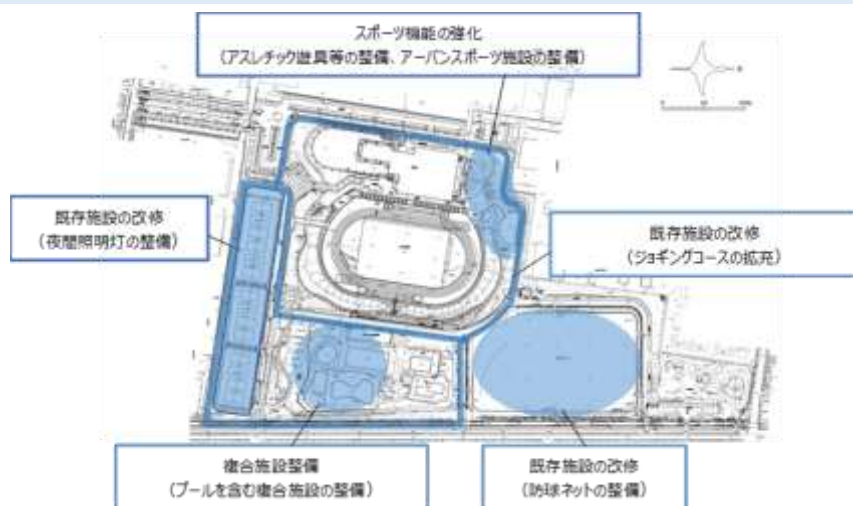 スポーツ機能の強化
(アスレチック遊具等の整備、アーバンスポーツ施設の整備)
既存施設の改修
(夜間照明灯の整備)
既存施設の改修
(ジョギングコースの拡充)
複合施設整備
(プールを含む複合施設の整備)
既存施設の改修
(防球ネットの整備)